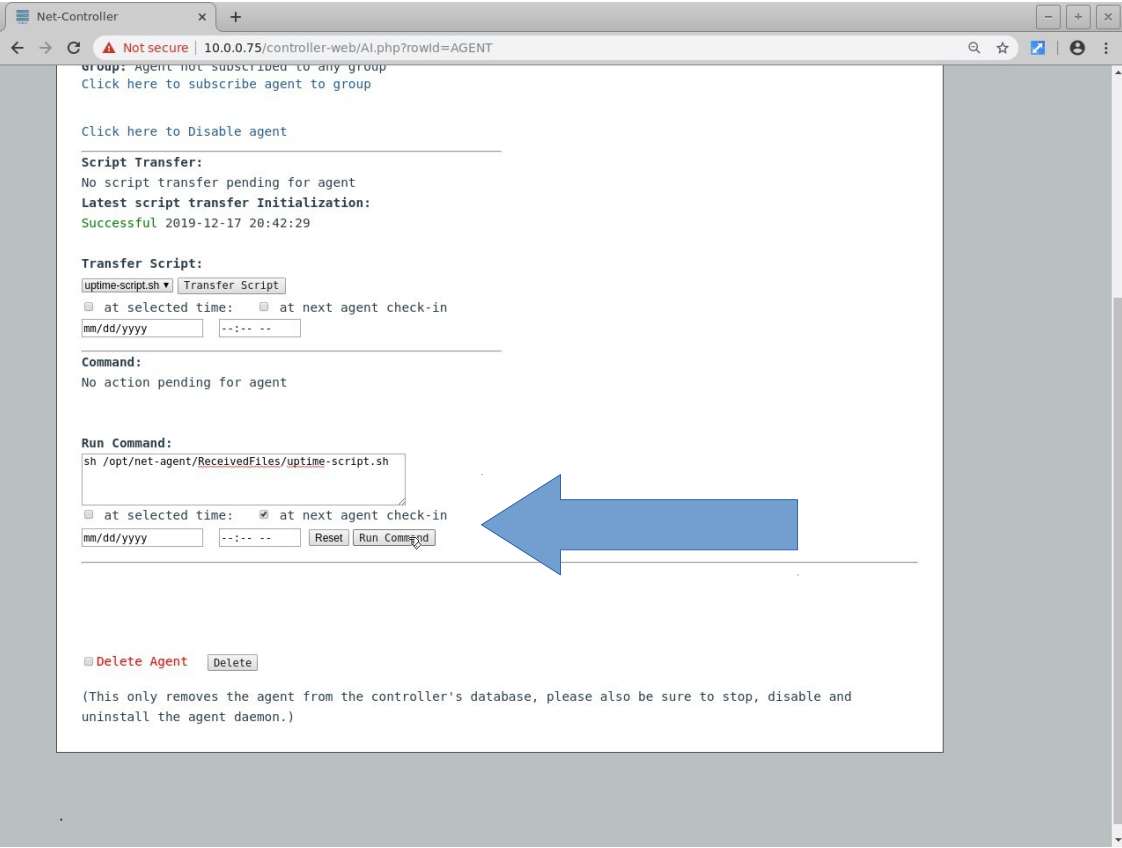 Net-Controller
Not secure 10.0.0.75/controller-web/AI.php?rowId=AGENT
Group: Agent not subscribed to any group
Click here to subscribe agent to group
Click here to Disable agent
Script Transfer:
No script transfer pending for agent
Latest script transfer Initialization:
Successful 2019-12-17 20:42:29
Transfer Script:
uptime-script.sh Transfer Script
at selected time: at next agent check-in
mm/dd/yyyy --:-- --
Command:
No action pending for agent
Run Command:
sh /opt/net-agent/ReceivedFiles/uptime-script.sh
at selected time: at next agent check-in
mm/dd/yyyy --:-- -- Reset Run Command
Delete Agent Delete
(This only removes the agent from the controller's database, please also be sure to stop, disable and
uninstall the agent daemon.)